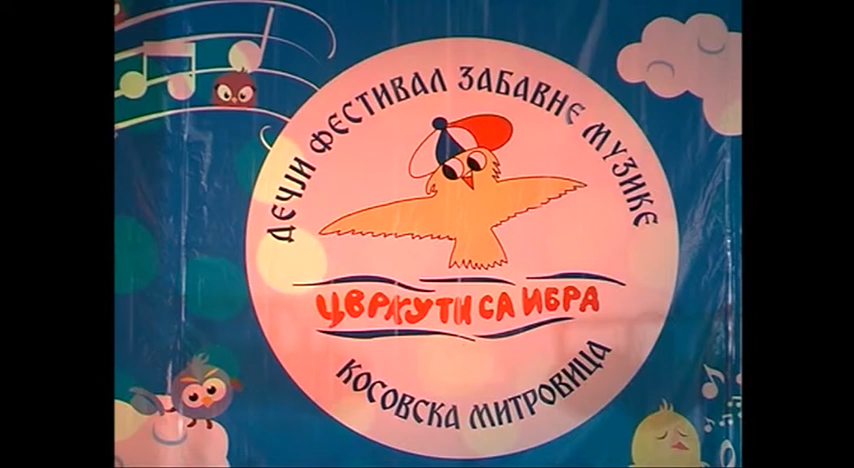 ДЕЧЈИ ФЕСТИВАЛ ЗАБАВНЕ МУЗИКЕ
ЦВРКУТИ СА ИБРА
КОСОВСКА МИТРОВИЦА